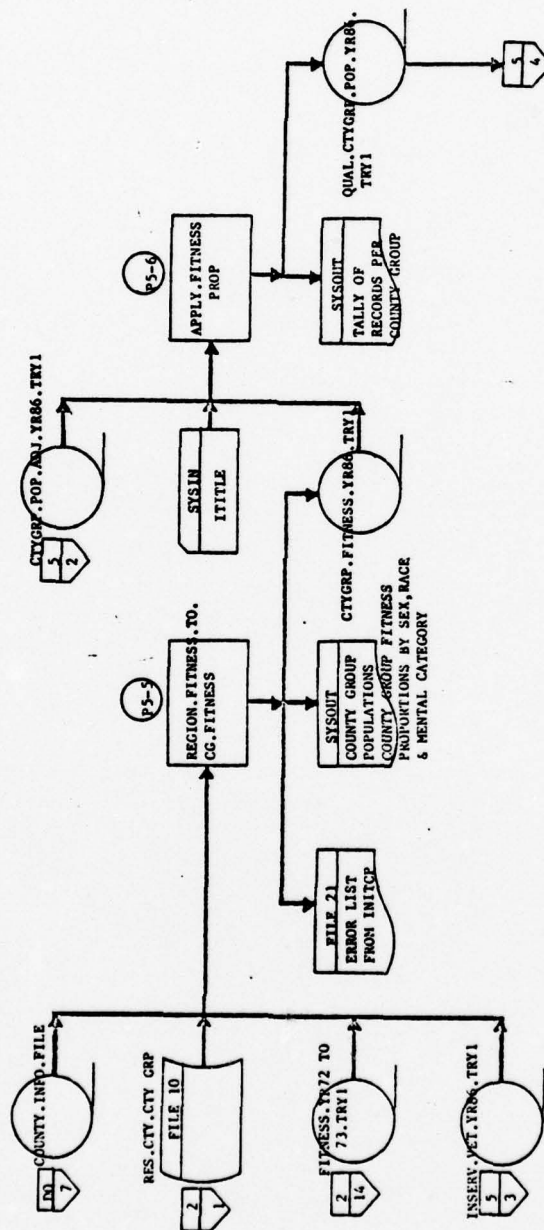 DO
7
COUNTY.INFO.FILE
RES.CTY.CTY GRP
FILE 10
2
1
FITNESS.YR72 TO
73.TRY1
2
14
INSERV.VET.YR86.TRY1
5
3
P5-5
REGION.FITNESS.TO.
CG.FITNESS
FILE 21
ERROR LIST
FROM INITCP
SYSOUT
COUNTY GROUP
POPULATIONS
COUNTY GROUP FITNESS
PROPORTIONS BY SEX,RACE
& MENTAL CATEGORY
CTYGRP.FITNESS.YR86.TRY1
CTYGRP.POP.ADJ.YR86.TRY1
5
2
SYSIN
ITITLE
P5-6
APPLY.FITNESS
PROP
SYSOUT
TALLY OF
RECORDS PER
COUNTY GROUP
QUAL.CTYGRP.POP.YR86.
TRY1
5
4